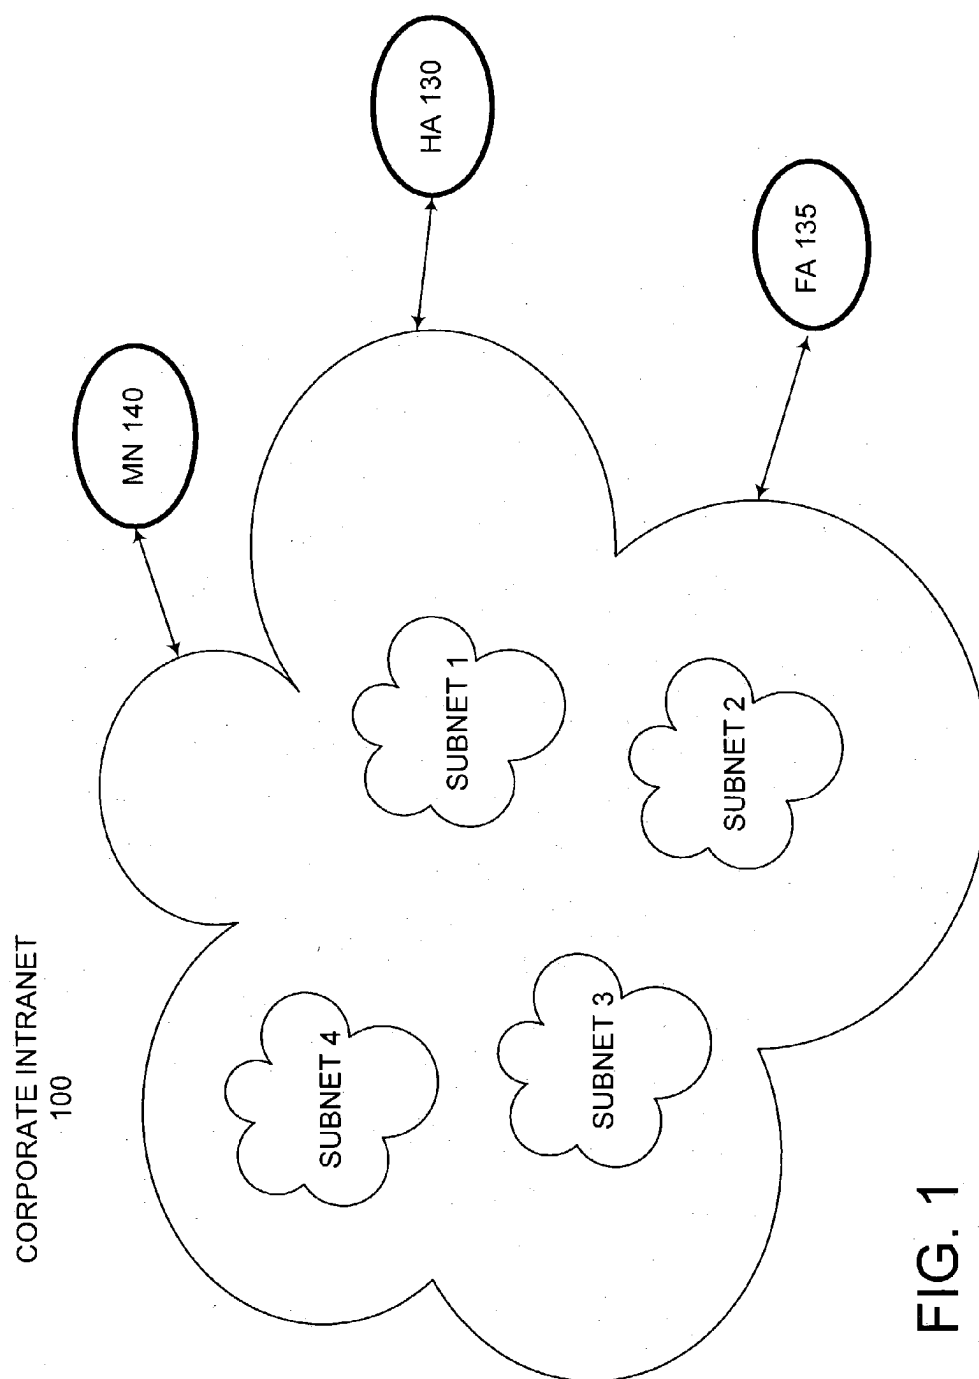 CORPORATE INTRANET
100
MN 140
HA 130
SUBNET 4
SUBNET 1
FA 135
SUBNET 3
SUBNET 2
FIG. 1